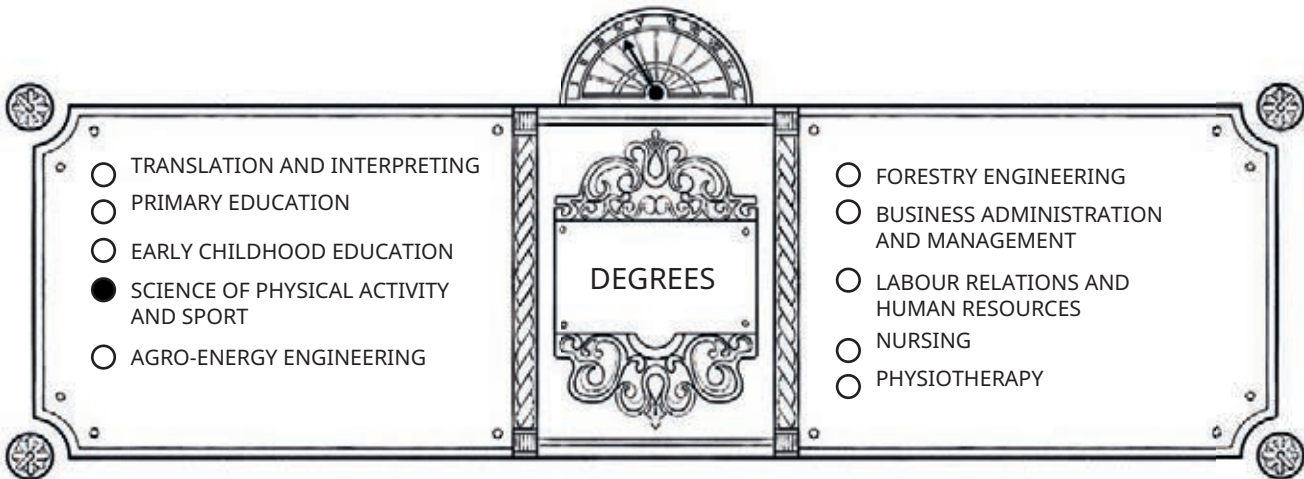 TRANSLATION AND INTERPRETING
PRIMARY EDUCATION
EARLY CHILDHOOD EDUCATION
SCIENCE OF PHYSICAL ACTIVITY
AND SPORT
AGRO-ENERGY ENGINEERING
DEGREES
FORESTRY ENGINEERING
BUSINESS ADMINISTRATION
AND MANAGEMENT
LABOUR RELATIONS AND
HUMAN RESOURCES
NURSING
PHYSIOTHERAPY